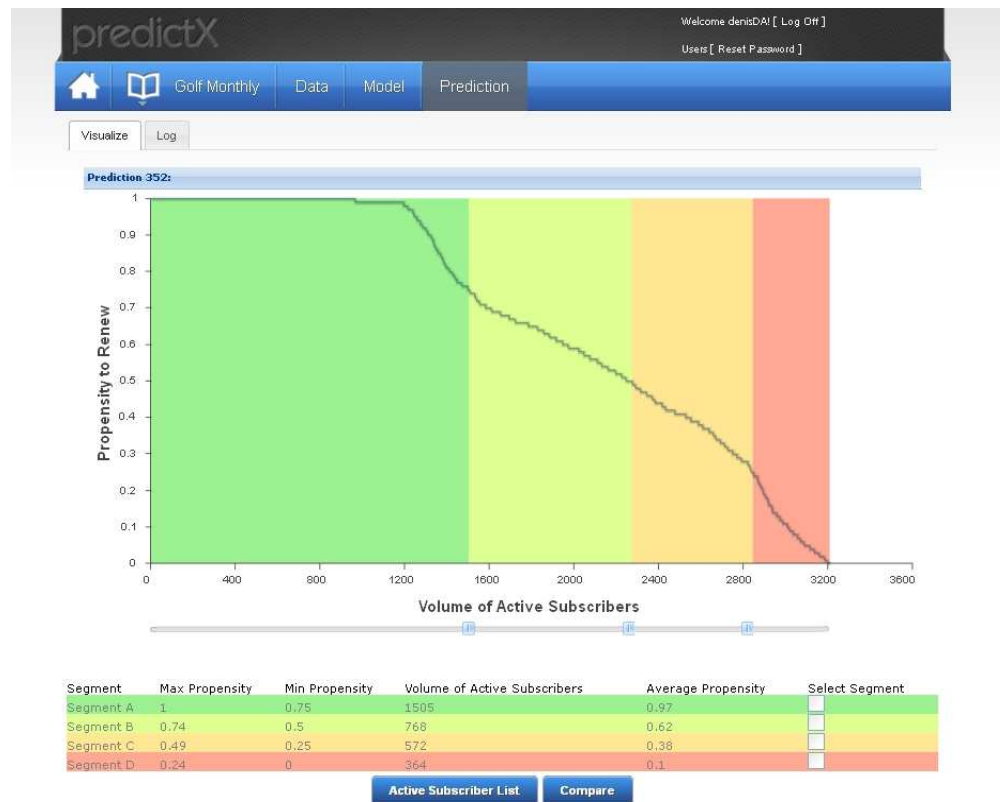 predictX
Welcome denisDA! [ Log Off ]
Users [ Reset Password ]
Golf Monthly Data Model Prediction
Visualize Log
Prediction 352:
1
0.9
0.8
0.7
0.6
0.5
0.4
0.3
0.2
0.1
0
Propensity to Renew
0 400 800 1200 1600 2000 2400 2800 3200 3600
Volume of Active Subscribers
Segment Max Propensity Min Propensity Volume of Active Subscribers Average Propensity Select Segment
Segment A 1 0.75 1505 0.97
Segment B 0.74 0.5 768 0.62
Segment C 0.49 0.25 572 0.38
Segment D 0.24 0 364 0.1
Active Subscriber List Compare